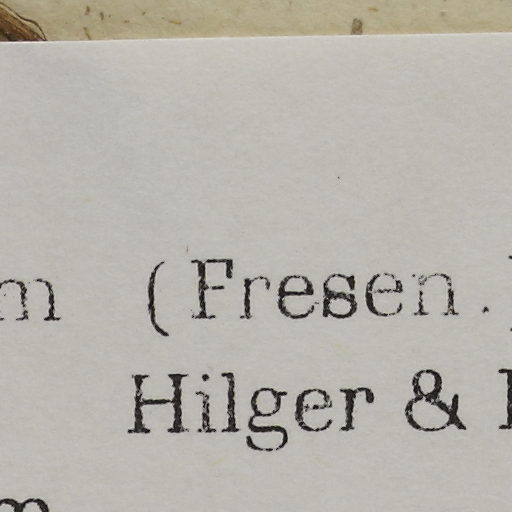 m (Fresen.)
Hilger &
m